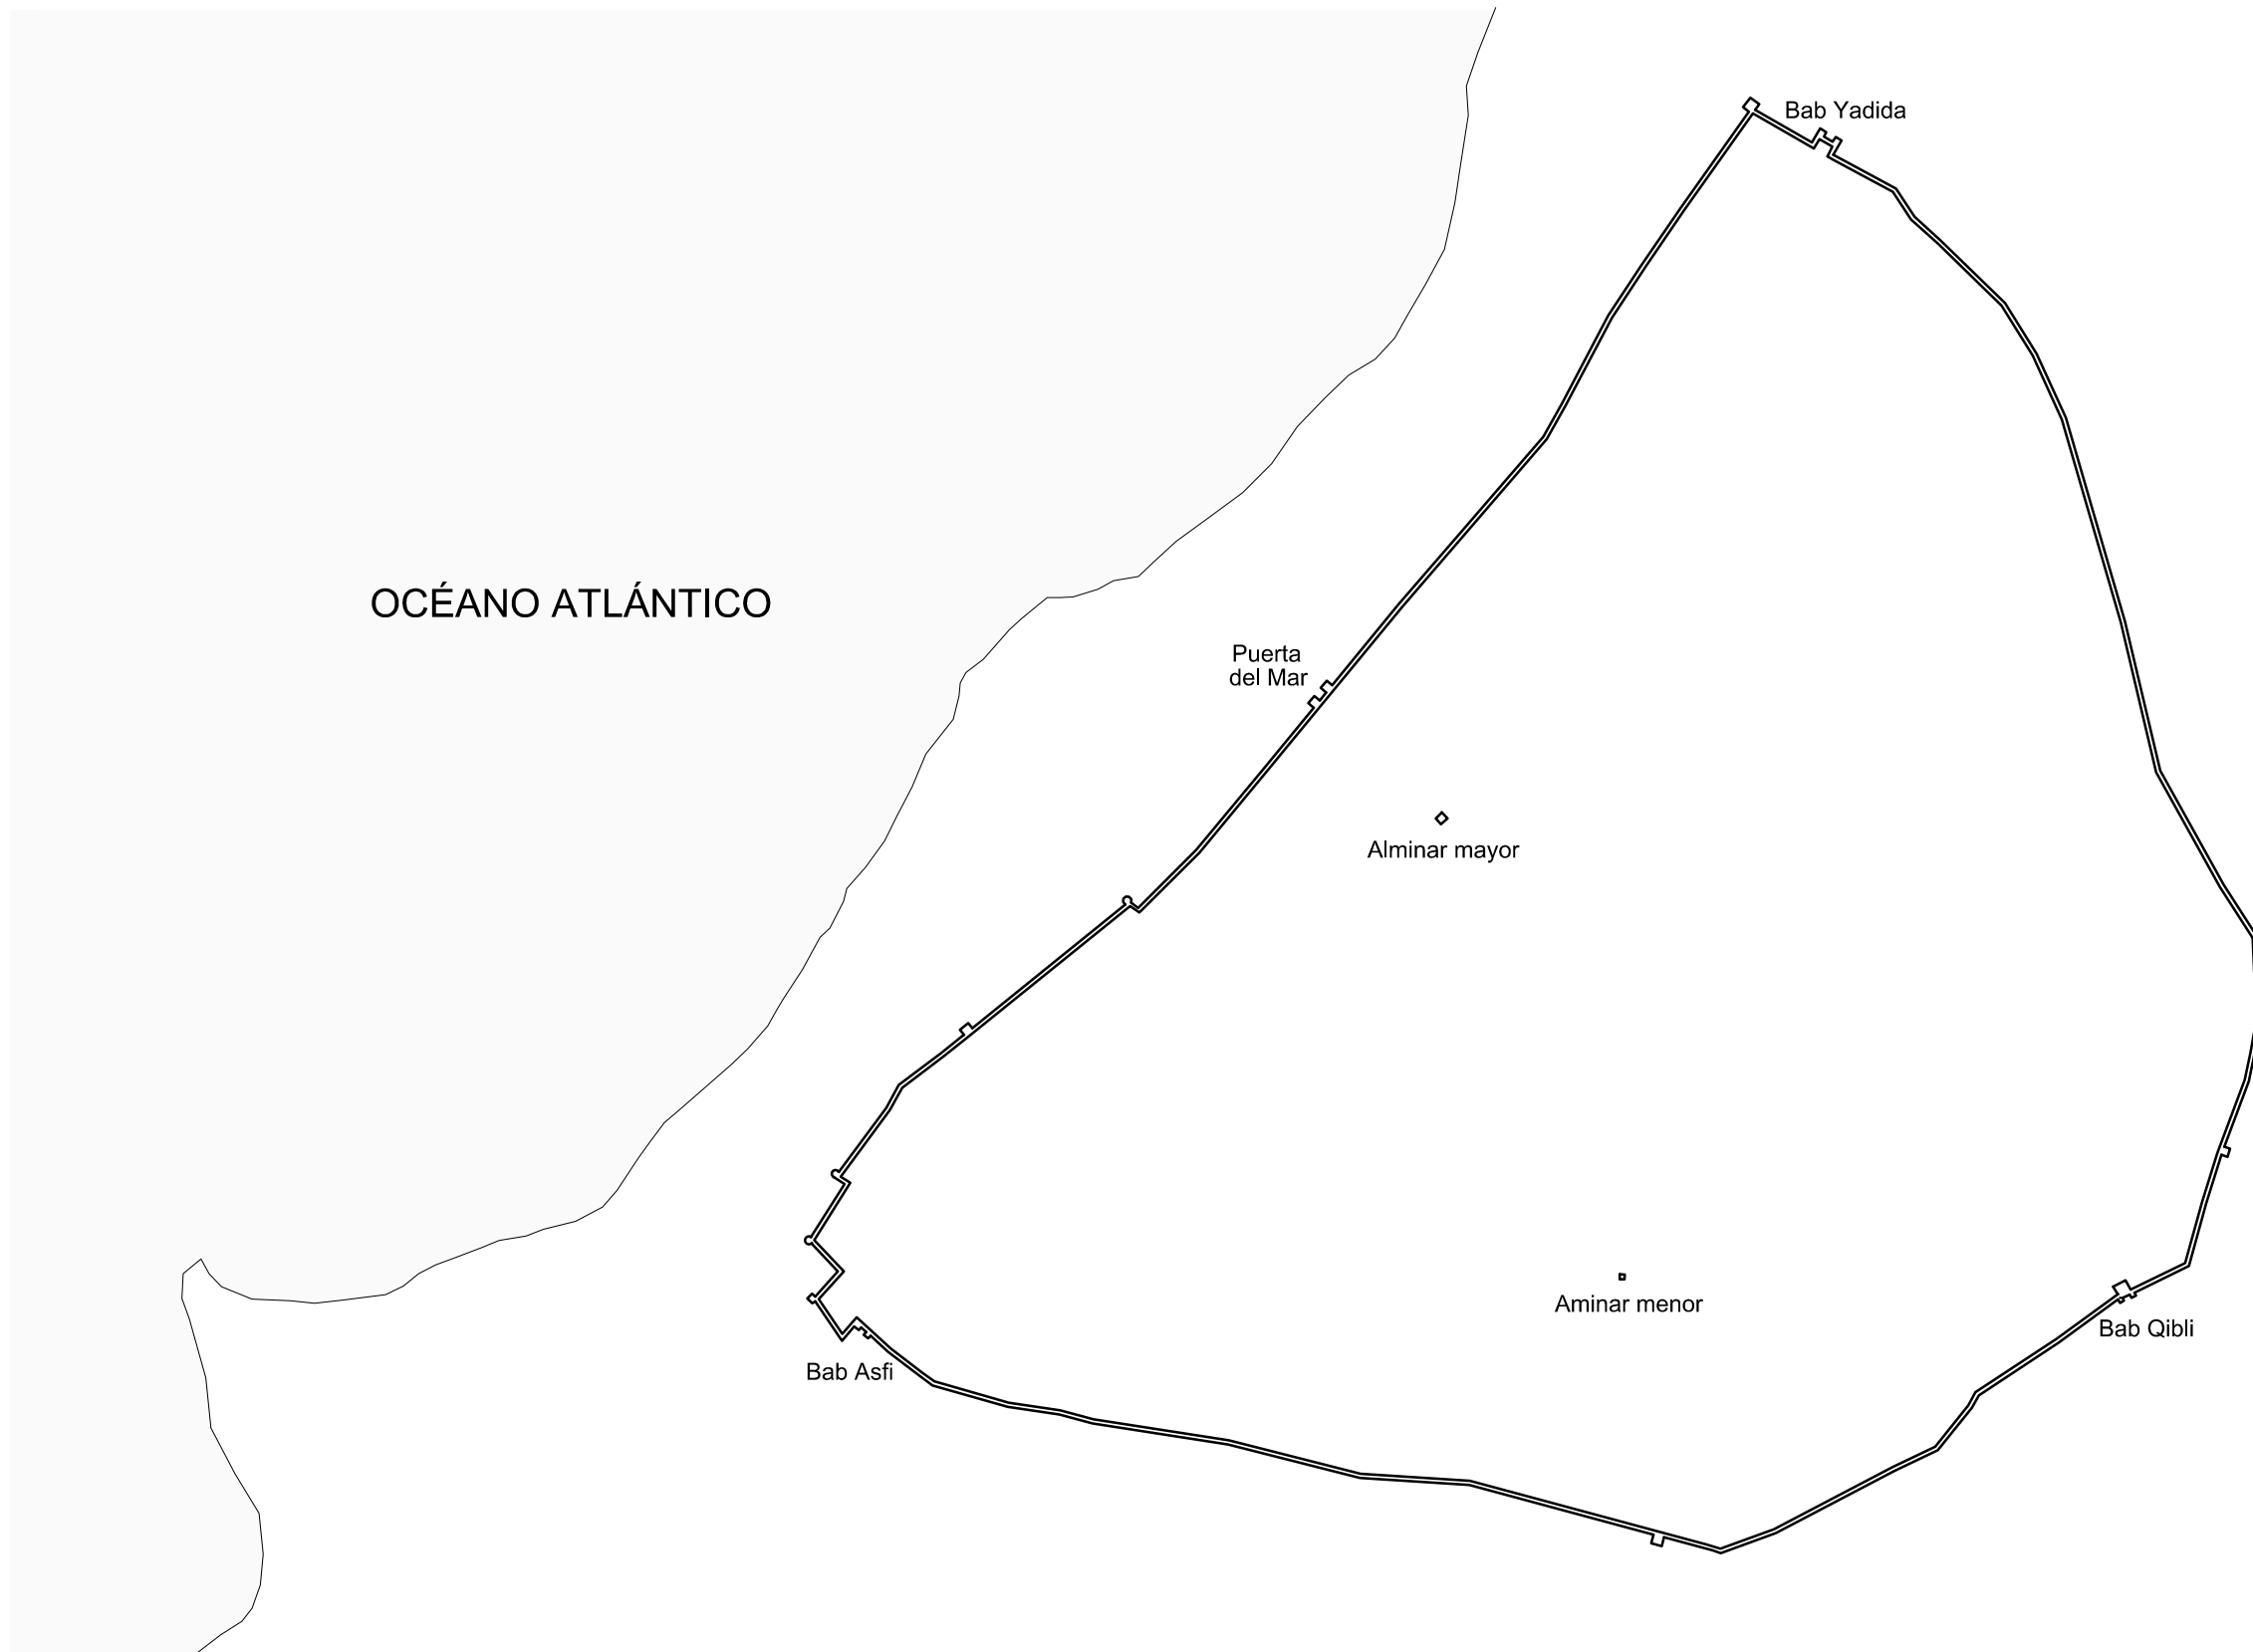 Bab Yadida
OCÉANO ATLÁNTICO
Puerta
del Mar
Alminar mayor
Aminar menor
Bab Qibli
Bab Asfi